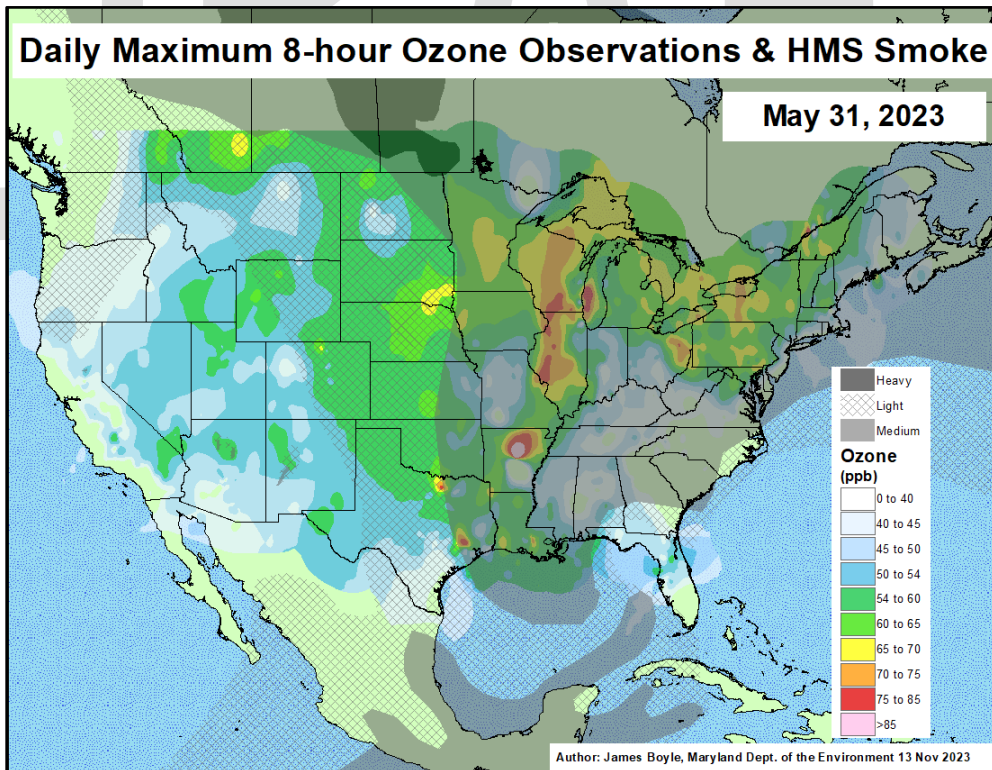 Daily Maximum 8-hour Ozone Observations & HMS Smoke
May 31, 2023
Heavy
Light
Medium
Ozone
(ppb)
0 to 40
40 to 45
45 to 50
50 to 54
54 to 60
60 to 65
65 to 70
70 to 75
75 to 85
>85
Author: James Boyle, Maryland Dept. of the Environment 13 Nov 2023